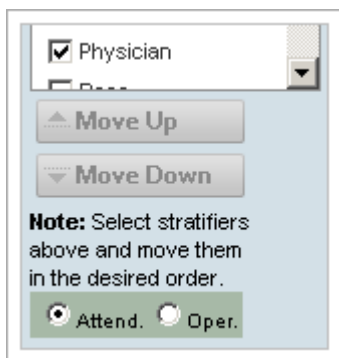 Physician
Move Up
Move Down
Note: Select stratifiers
above and move them
in the desired order.
Attend. Oper.